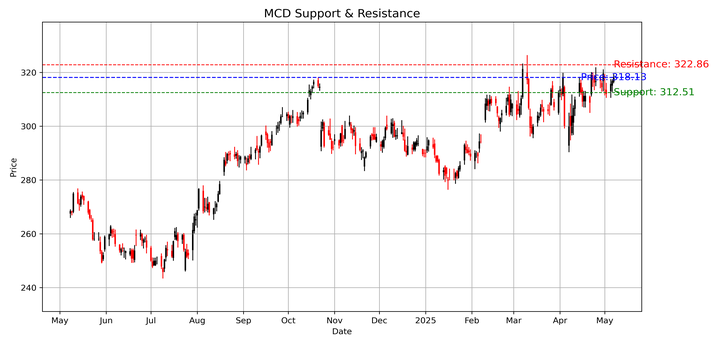 MCD Support & Resistance
Resistance: 322.86
Price: 318.13
Support: 312.51
320
300
280
260
240
Price
May Jun Jul Aug Sep Oct Nov Dec 2025 Feb Mar Apr May
Date